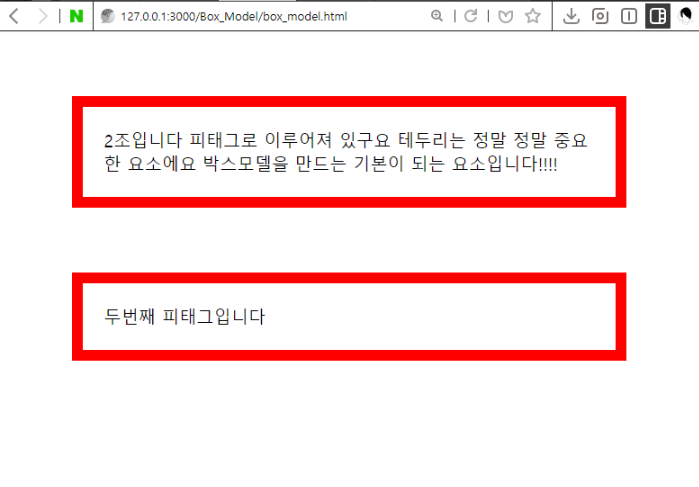 N
127.0.0.1:3000/Box_Model/box_model.html
2조입니다 피태그로 이루어져 있구요 테두리는 정말 정말 중요
한 요소에요 박스모델을 만드는 기본이 되는 요소입니다!!!!
두번째 피태그입니다